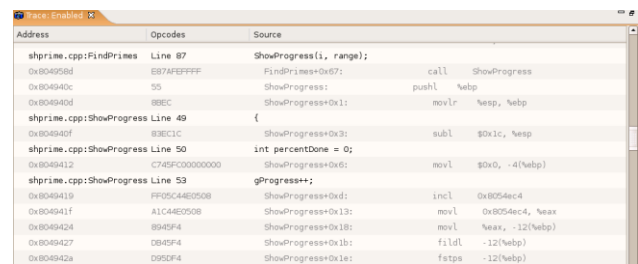 Trace: Enabled
Address Opcodes Source
shprime.cpp:FindPrimes Line 87 ShowProgress(i, range);
0x804958d E87AFEFFFF FindPrimes+0x67: call ShowProgress
0x804940c 55 ShowProgress: pushl %ebp
0x804940d 8BEC ShowProgress+0x1: movlr %esp, %ebp
shprime.cpp:ShowProgress Line 49 {
0x804940f 83EC1C ShowProgress+0x3: subl $0x1c, %esp
shprime.cpp:ShowProgress Line 50 int percentDone = 0;
0x8049412 C745FC00000000 ShowProgress+0x6: movl $0x0, -4(%ebp)
shprime.cpp:ShowProgress Line 53 gProgress++;
0x8049419 FF05C44E0508 ShowProgress+0xd: incl 0x8054ec4
0x804941f A1C44E0508 ShowProgress+0x13: movl 0x8054ec4, %eax
0x8049424 8945F4 ShowProgress+0x18: movl %eax, -12(%ebp)
0x8049427 DB45F4 ShowProgress+0x1b: fildl -12(%ebp)
0x804942a D95DF4 ShowProgress+0x1e: fstps -12(%ebp)